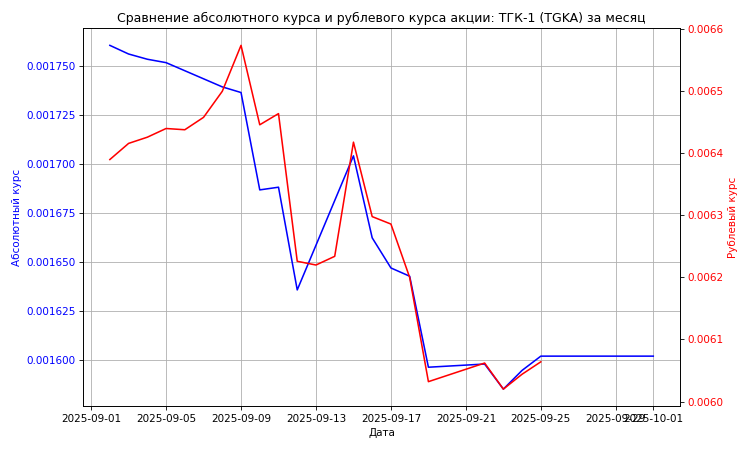 Сравнение абсолютного курса и рублевого курса акции: ТГК-1 (TGKA) за месяц
0.001750
0.001725
0.001700
0.001675
0.001650
0.001625
0.001600
Абсолютный курс
0.0066
0.0065
0.0064
0.0063
0.0062
0.0061
0.0060
Рублевый курс
2025-09-01 2025-09-05 2025-09-09 2025-09-13 2025-09-17 2025-09-21 2025-09-25 2025-09-29 2025-10-01
Дата